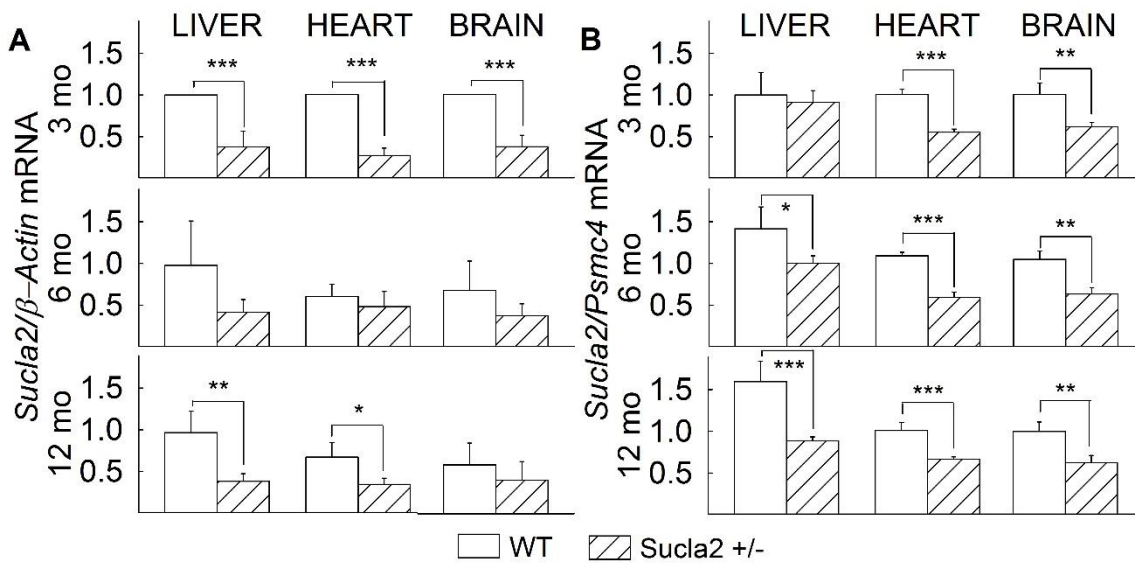 A
LIVER HEART BRAIN
Sucla2/β–Actin mRNA
3 mo
1.5
1.0
0.5
***
***
***
6 mo
1.5
1.0
0.5
12 mo
1.5
1.0
0.5
**
*
B
LIVER HEART BRAIN
Sucla2/Psmc4 mRNA
3 mo
1.5
1.0
0.5
***
**
6 mo
1.5
1.0
0.5
*
***
**
12 mo
1.5
1.0
0.5
***
***
**
WT Sucla2 +/-